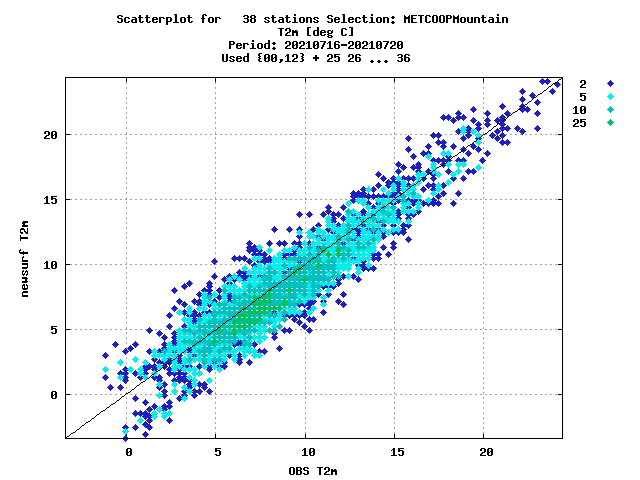 Scatterplot for   38 stations Selection: METCOOPMountain
T2m [deg C]
Period: 20210716-20210720
Used {00,12} + 25 26 ... 36
2
5
10
25
20
15
10
5
0
newsurf T2m
0 5 10 15 20
OBS T2m